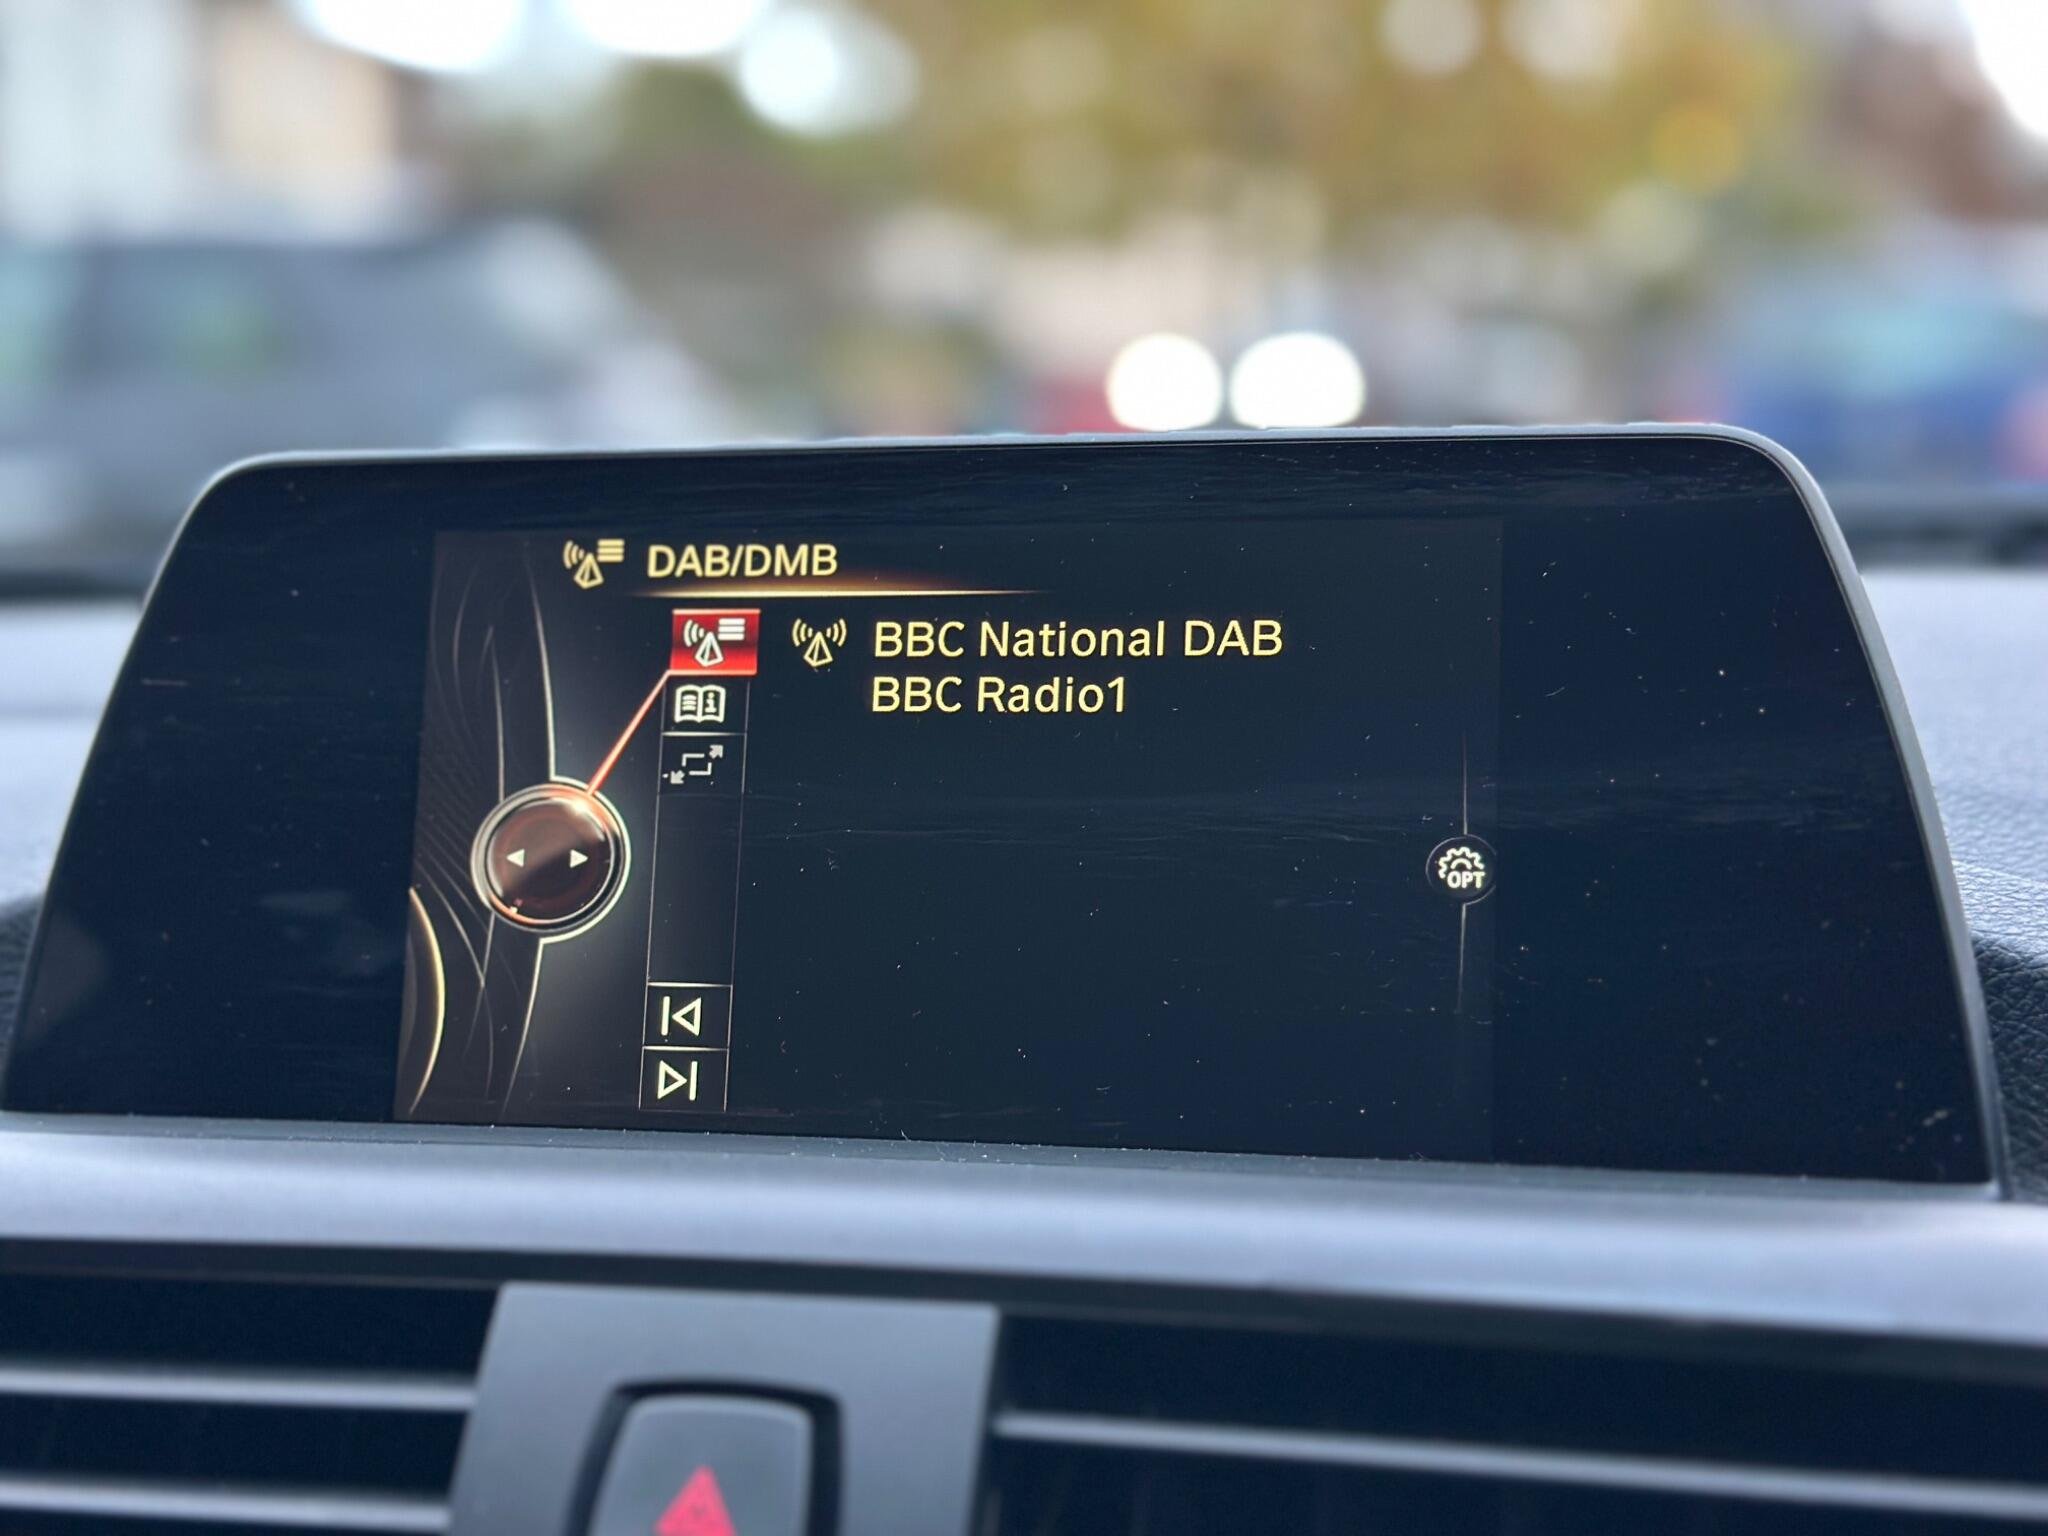 DAB/DMB
BBC National DAB
BBC Radio1
OPT